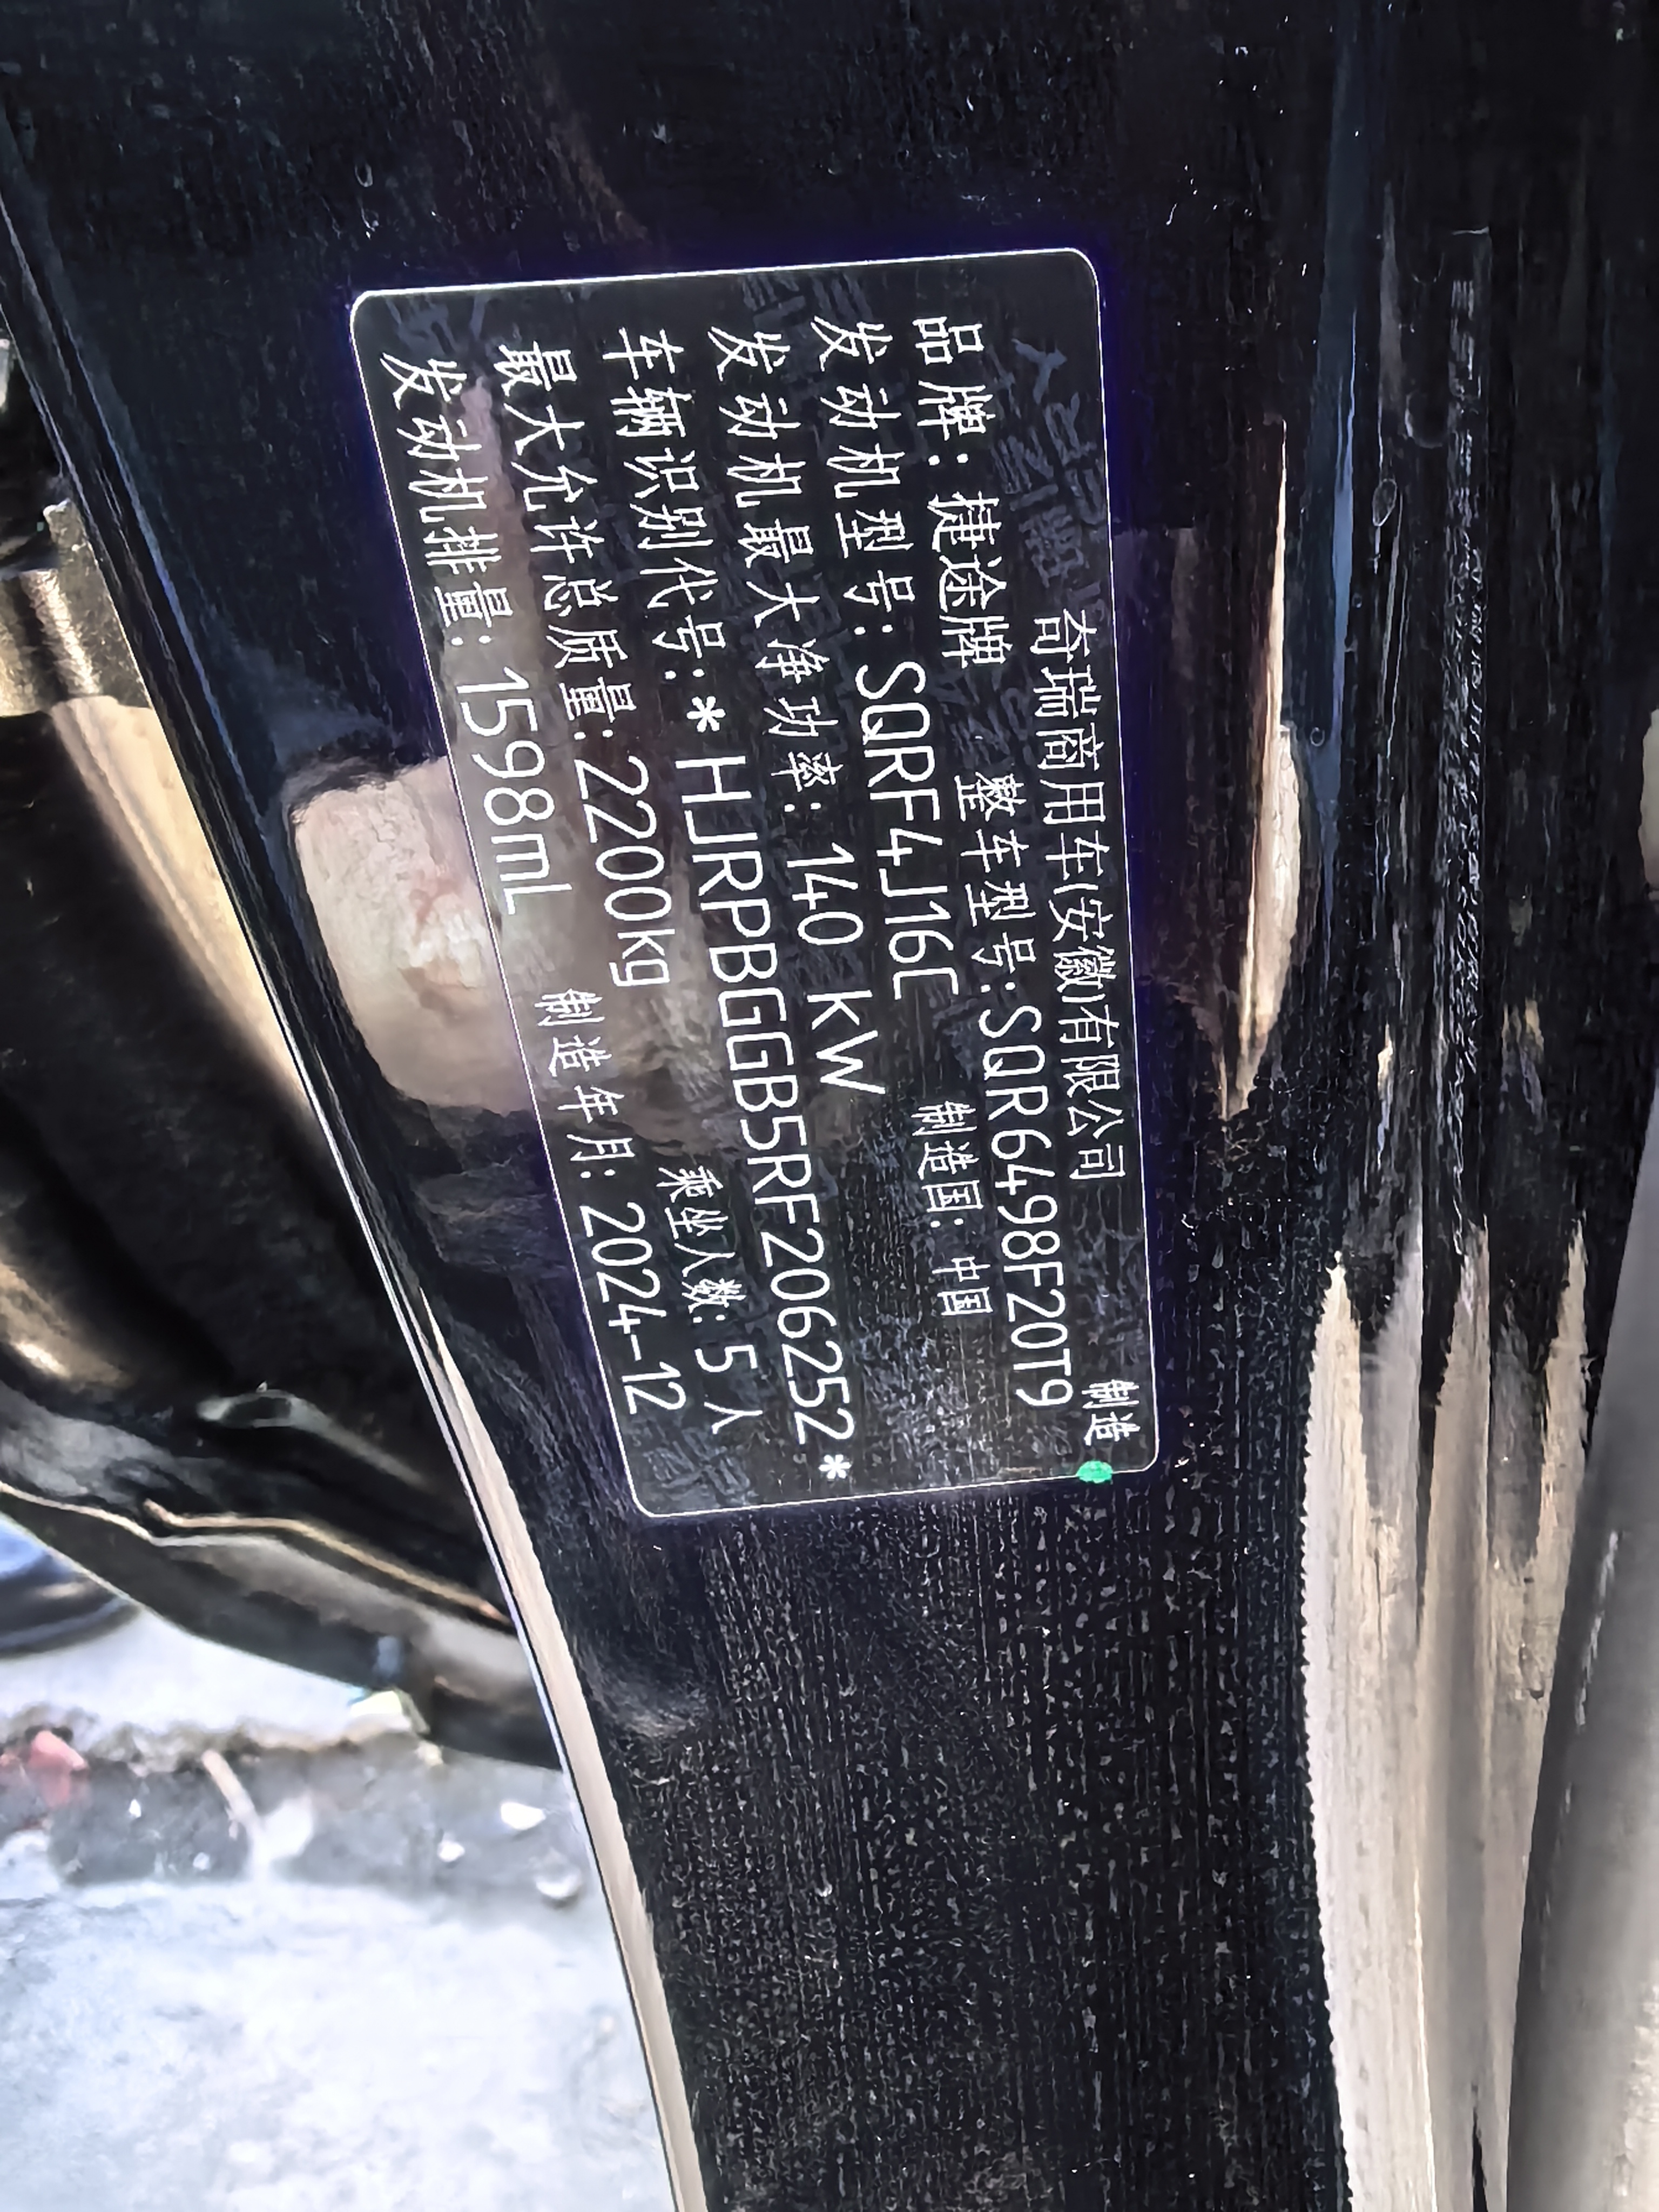 奇瑞商用车(安徽)有限公司 制造
品牌:捷途牌 整车型号:SQR6498F20T9
发动机型号:SQRF4J16C 制造国:中国
发动机最大净功率:140 kW
车辆识别代号:*HJRPBGGB5RF206252*
最大允许总质量:2200kg 乘坐人数:5人
发动机排量:1598mL 制造年月:2024-12